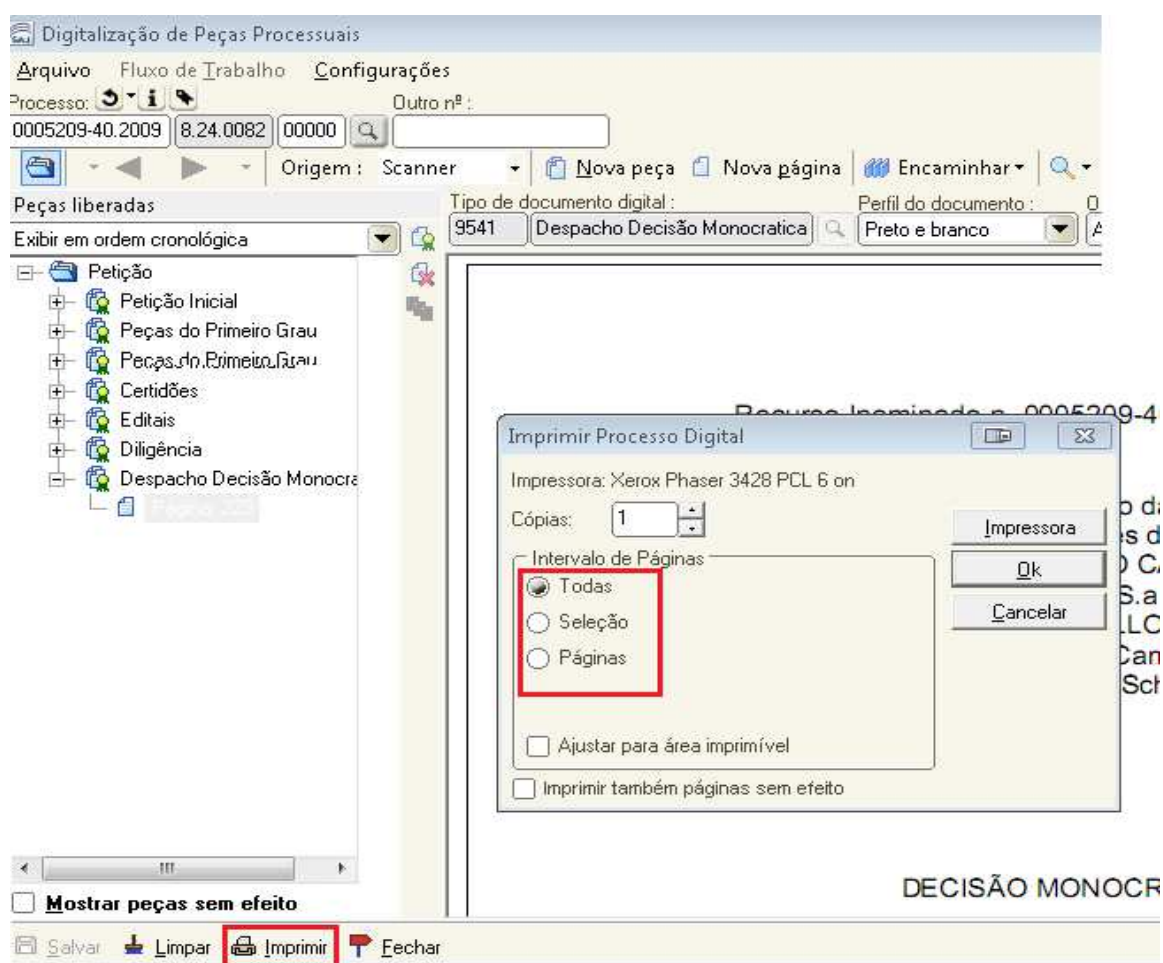 Digitalização de Peças Processuais
Arquivo Fluxo de Trabalho Configurações
Processo: Outro nº :
0005209-40.2009 8.24.0082 00000
Origem : Scanner Nova peça Nova página Encaminhar
Peças liberadas
Tipo de documento digital : Perfil do documento : O
Exibir em ordem cronológica
9541 Despacho Decisão Monocratica Preto e branco A
Petição
Petição Inicial
Peças do Primeiro Grau
Peças do Primeiro Grau
Certidões
Editais
Diligência
Despacho Decisão Monocra
Recurso Inominado n. 0005209-4
Imprimir Processo Digital
Impressora: Xerox Phaser 3428 PCL 6 on
Cópias: 1
Impressora
Intervalo de Páginas
Ok
Todas
Cancelar
Seleção
Páginas
Ajustar para área imprimível
Imprimir também páginas sem efeito
DECISÃO MONOCR
Mostrar peças sem efeito
Salvar Limpar Imprimir Fechar